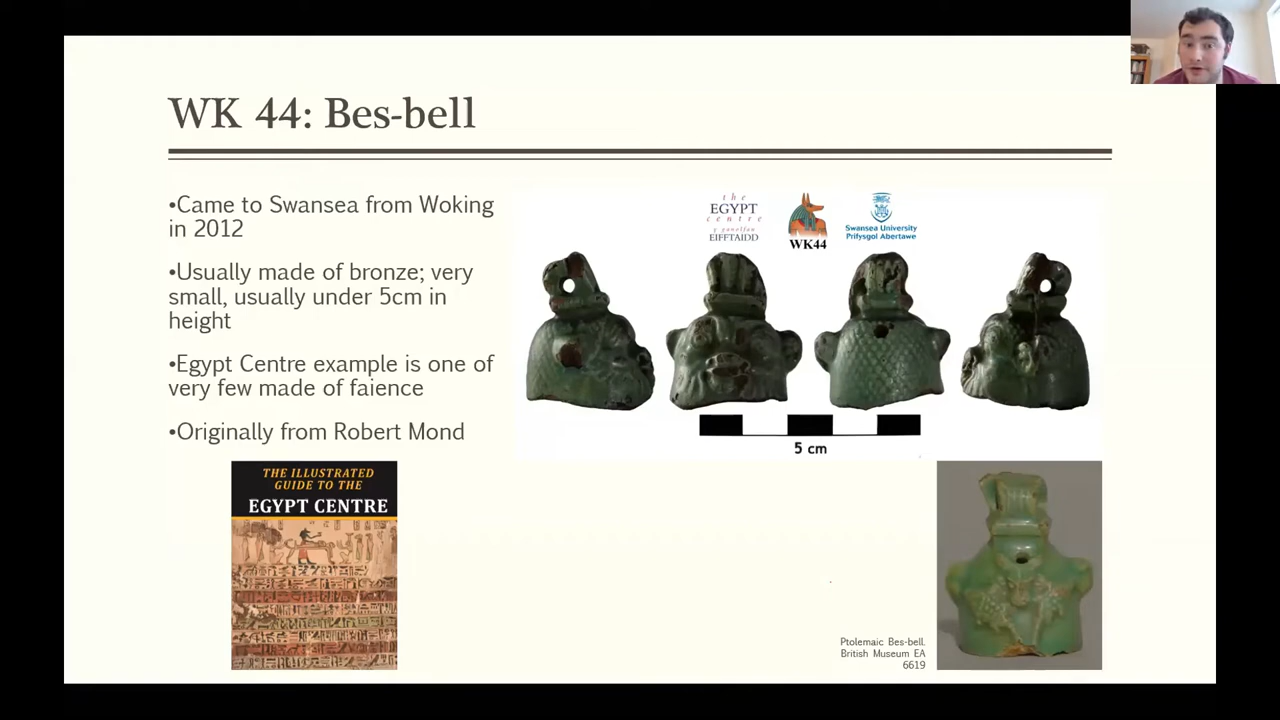 WK 44: Bes-bell
•Came to Swansea from Woking
in 2012
•Usually made of bronze; very
small, usually under 5cm in
height
•Egypt Centre example is one of
very few made of faience
•Originally from Robert Mond
THE ILLUSTRATED
GUIDE TO THE
EGYPT CENTRE
the
EGYPT
centre
EIFFTAIDD
WK44
Swansea University
Prifysgol Abertawe
5 cm
Ptolemaic Bes-bell.
British Museum EA
6619